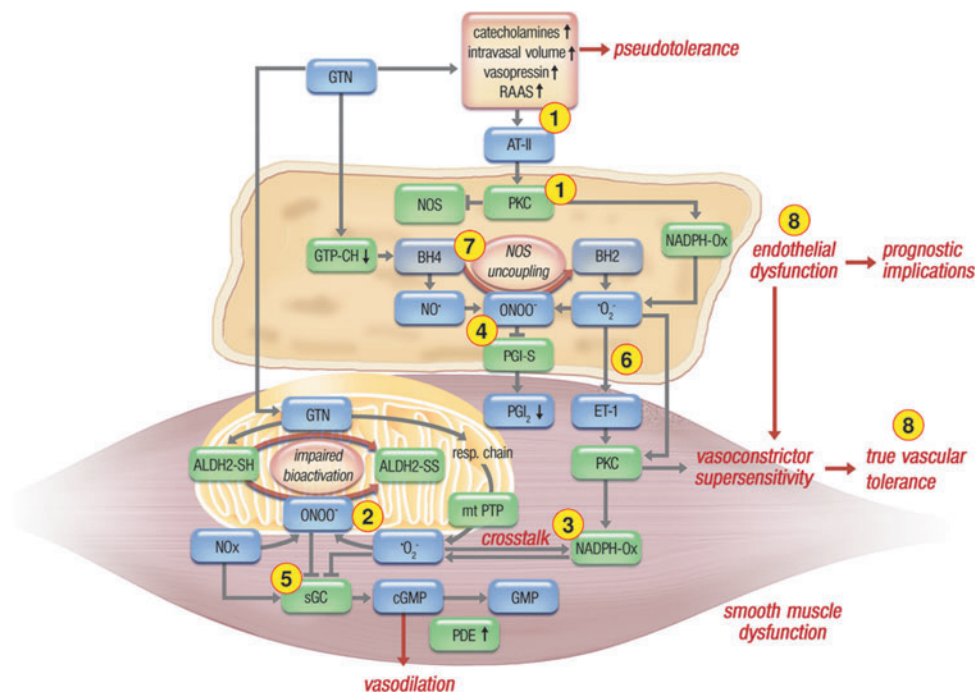 catecholamines ↑
intravasal volume ↑
vasopressin ↑
RAAS ↑
pseudotolerance
GTN
1
AT-II
NOS
PKC
1
NADPH-Ox
8
endothelial
dysfunction
prognostic
implications
GTP-CH ↓
BH4
7
NOS
uncoupling
BH2
NO•
ONOO⁻
•O₂⁻
4
PGI-S
6
PGI₂ ↓
ET-1
GTN
resp. chain
ALDH2-SH
impaired
bioactivation
ALDH2-SS
PKC
vasoconstrictor
supersensitivity
8
true vascular
tolerance
ONOO⁻
2
mt PTP
3
crosstalk
NOx
•O₂⁻
NADPH-Ox
5
sGC
cGMP
GMP
PDE ↑
smooth muscle
dysfunction
vasodilation